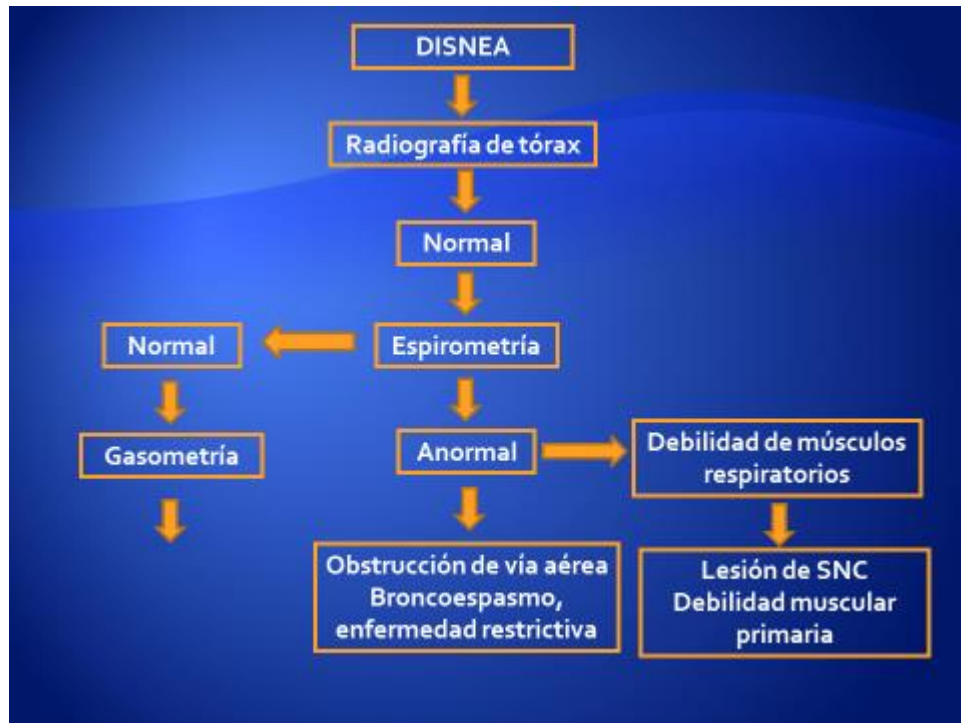 DISNEA
Radiografía de tórax
Normal
Normal
Espirometría
Gasometría
Anormal
Debilidad de músculos
respiratorios
Obstrucción de vía aérea
Broncoespasmo,
enfermedad restrictiva
Lesión de SNC
Debilidad muscular
primaria